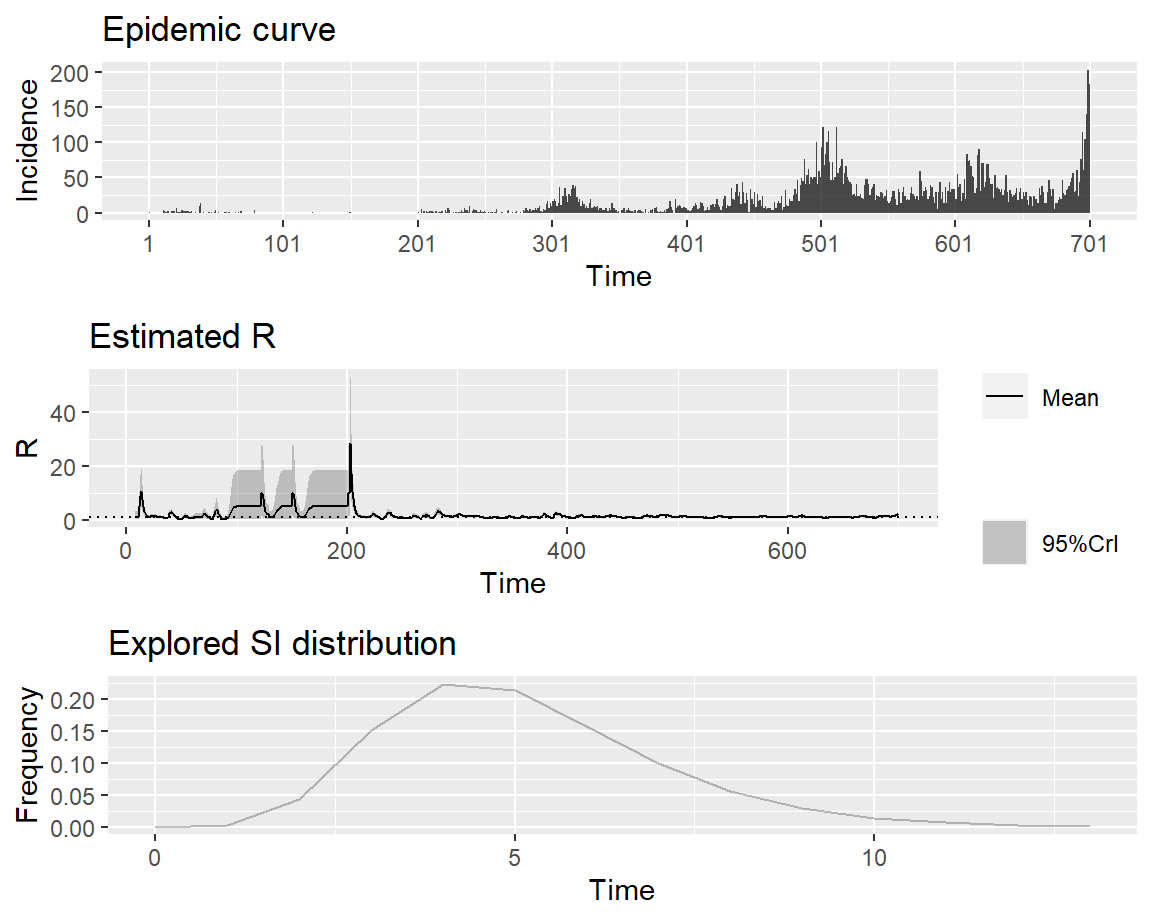 Epidemic curve
200
150
100
50
0
Incidence
1 101 201 301 401 501 601 701
Time
Estimated R
40
20
0
R
0 200 400 600
Time
Mean
95%CrI
Explored SI distribution
0.20
0.15
0.10
0.05
0.00
Frequency
0 5 10
Time